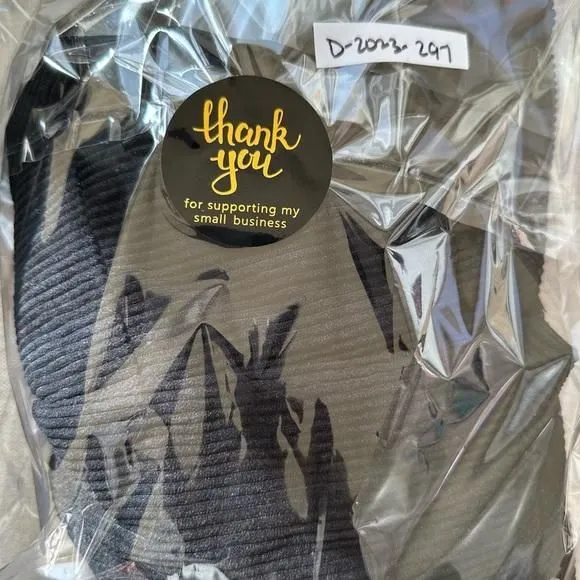 D-2023-297
thank
you
for supporting my
small business